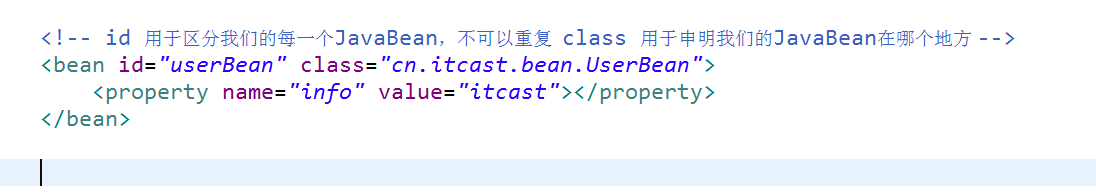 <!-- id 用于区分我们的每一个JavaBean，不可以重复 class 用于申明我们的JavaBean在哪个地方 -->
<bean id="userBean" class="cn.itcast.bean.UserBean">
    <property name="info" value="itcast"></property>
</bean>